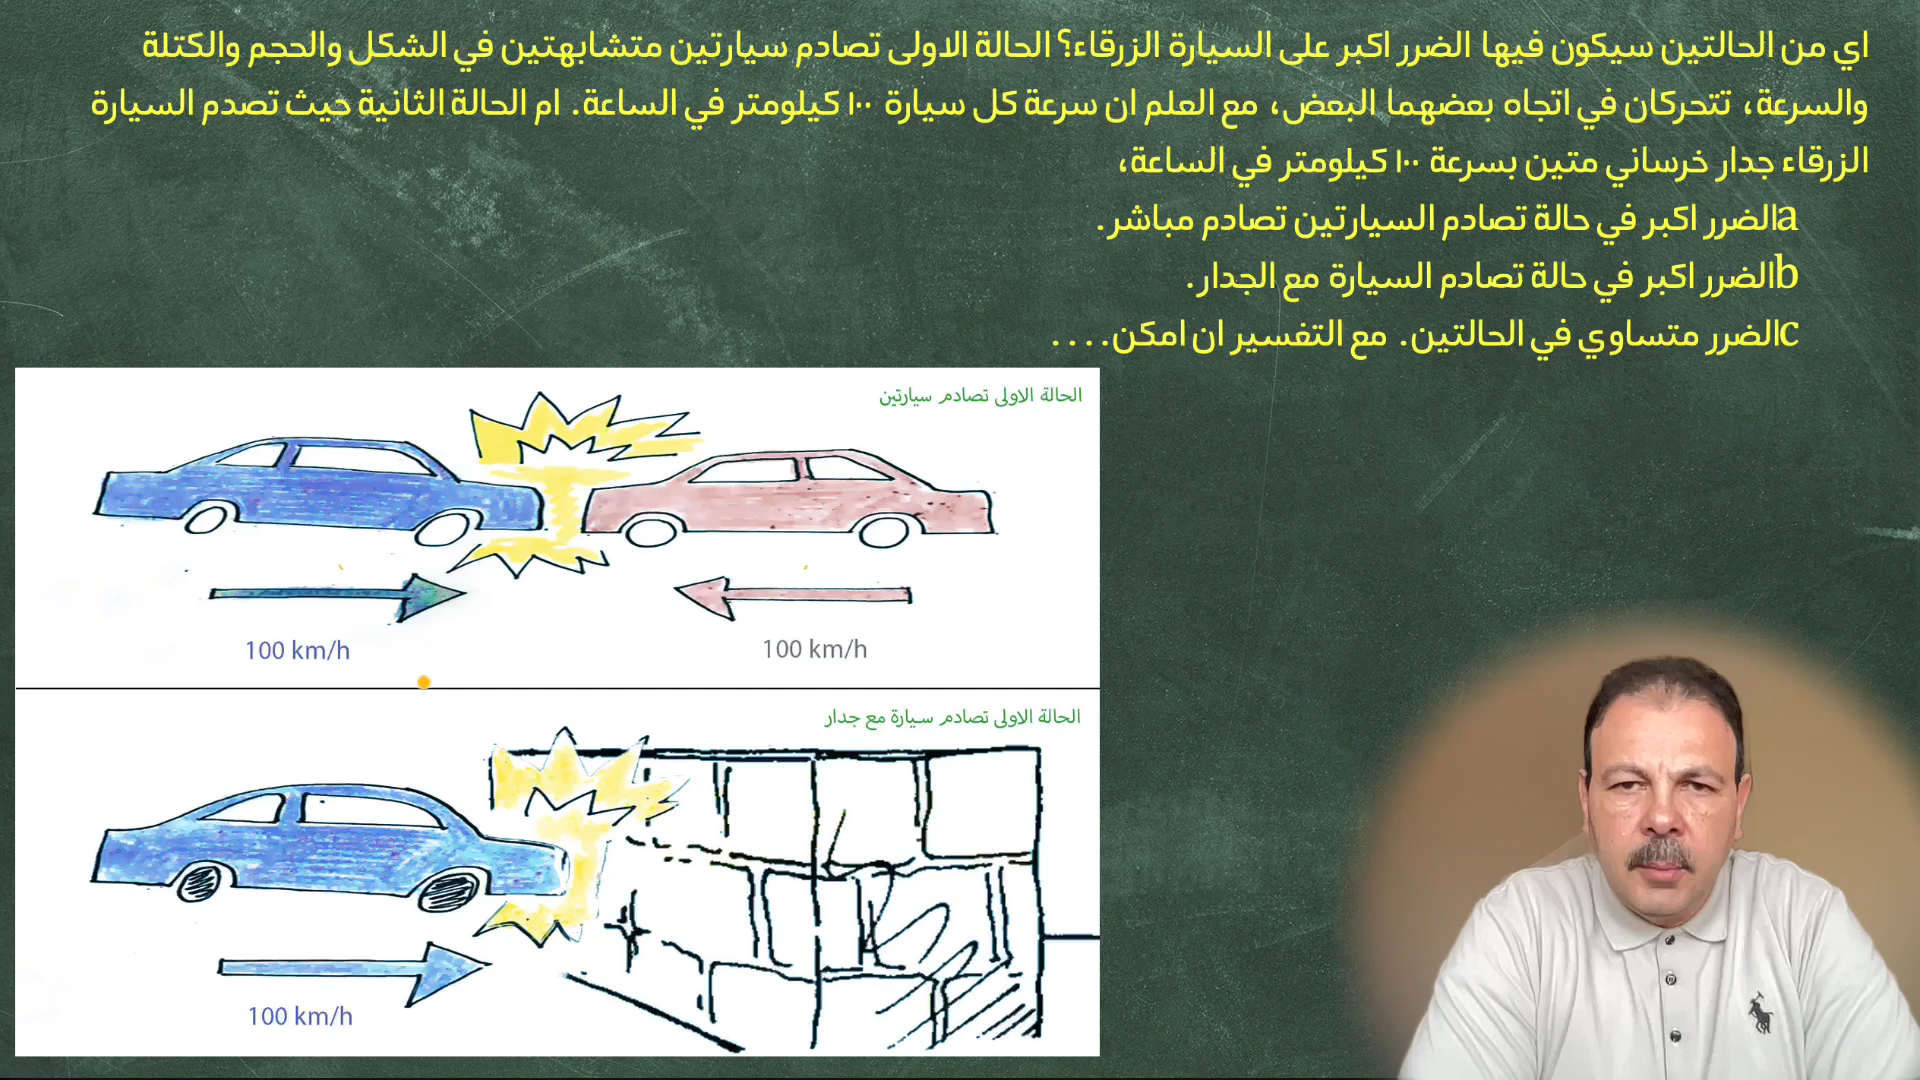 اي من الحالتين سيكون فيها الضرر اكبر على السيارة الزرقاء؟ الحالة الاولى تصادم سيارتين متشابهتين في الشكل والحجم والكتلة
والسرعة، تتحركان في اتجاه بعضهما البعض، مع العلم ان سرعة كل سيارة ١٠٠ كيلومتر في الساعة. ام الحالة الثانية حيث تصدم السيارة
الزرقاء جدار خرساني متين بسرعة ١٠٠ كيلومتر في الساعة،
aالضرر اكبر في حالة تصادم السيارتين تصادم مباشر.
bالضرر اكبر في حالة تصادم السيارة مع الجدار.
cالضرر متساوي في الحالتين. مع التفسير ان امكن....
الحالة الاولى تصادم سيارتين
100 km/h
100 km/h
الحالة الاولى تصادم سيارة مع جدار
100 km/h